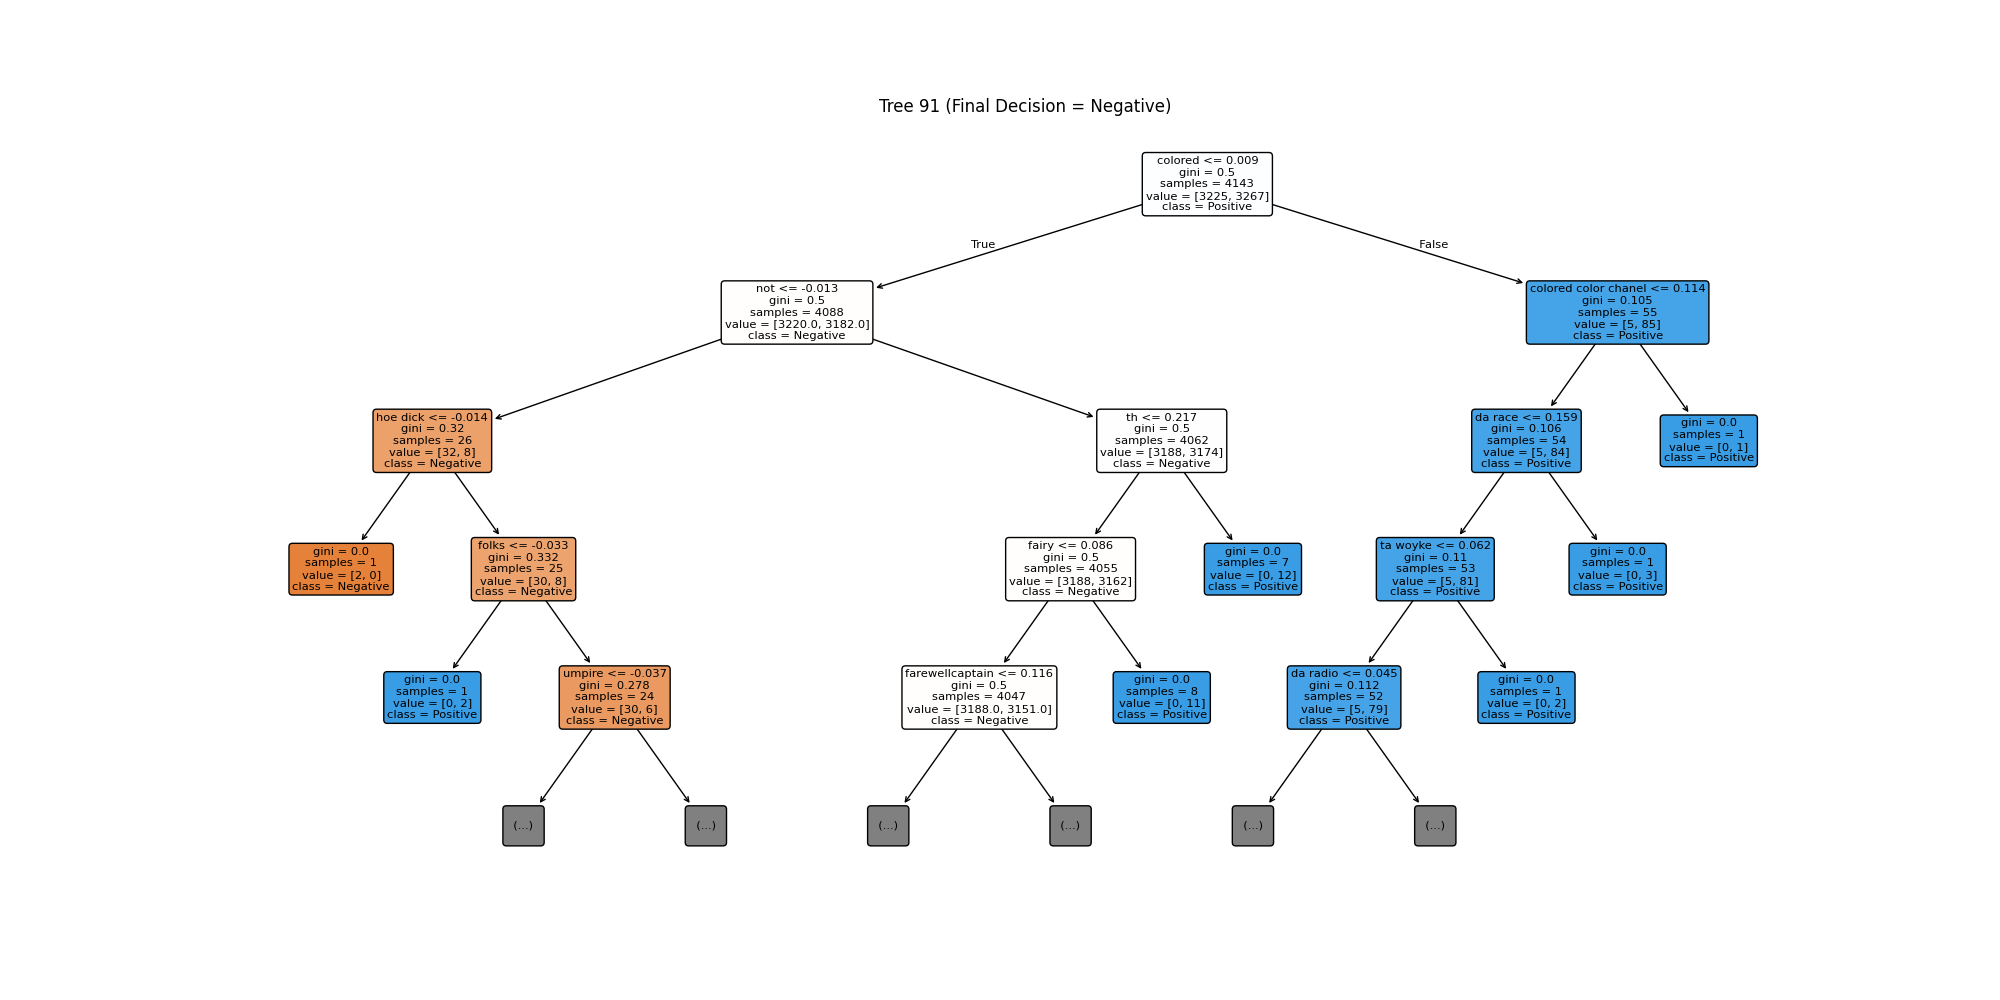 Tree 91 (Final Decision = Negative)
colored <= 0.009
gini = 0.5
samples = 4143
value = [3225, 3267]
class = Positive
True
False
not <= -0.013
gini = 0.5
samples = 4088
value = [3220.0, 3182.0]
class = Negative
colored color chanel <= 0.114
gini = 0.105
samples = 55
value = [5, 85]
class = Positive
hoe dick <= -0.014
gini = 0.32
samples = 26
value = [32, 8]
class = Negative
th <= 0.217
gini = 0.5
samples = 4062
value = [3188, 3174]
class = Negative
da race <= 0.159
gini = 0.106
samples = 54
value = [5, 84]
class = Positive
gini = 0.0
samples = 1
value = [0, 1]
class = Positive
gini = 0.0
samples = 1
value = [2, 0]
class = Negative
folks <= -0.033
gini = 0.332
samples = 25
value = [30, 8]
class = Negative
fairy <= 0.086
gini = 0.5
samples = 4055
value = [3188, 3162]
class = Negative
gini = 0.0
samples = 7
value = [0, 12]
class = Positive
ta woyke <= 0.062
gini = 0.11
samples = 53
value = [5, 81]
class = Positive
gini = 0.0
samples = 1
value = [0, 3]
class = Positive
gini = 0.0
samples = 1
value = [0, 2]
class = Positive
umpire <= -0.037
gini = 0.278
samples = 24
value = [30, 6]
class = Negative
farewellcaptain <= 0.116
gini = 0.5
samples = 4047
value = [3188.0, 3151.0]
class = Negative
gini = 0.0
samples = 8
value = [0, 11]
class = Positive
da radio <= 0.045
gini = 0.112
samples = 52
value = [5, 79]
class = Positive
gini = 0.0
samples = 1
value = [0, 2]
class = Positive
(...)
(...)
(...)
(...)
(...)
(...)